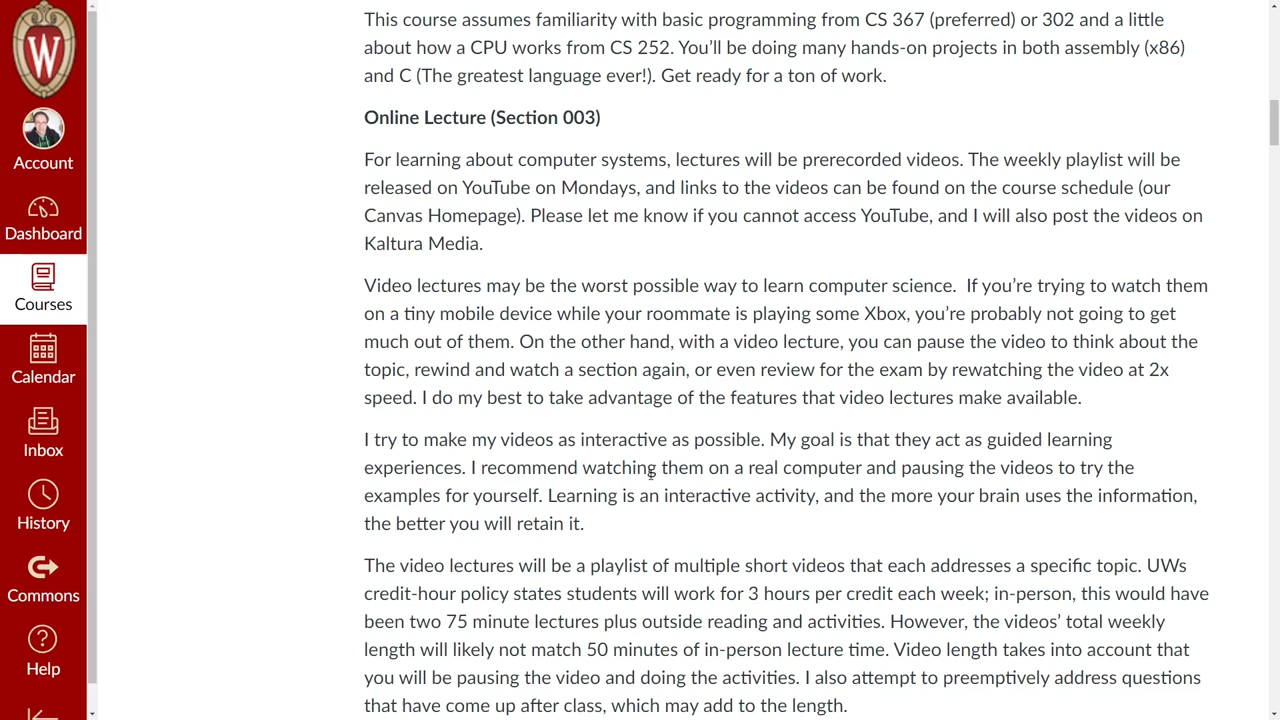 This course assumes familiarity with basic programming from CS 367 (preferred) or 302 and a little
about how a CPU works from CS 252. You’ll be doing many hands-on projects in both assembly (x86)
and C (The greatest language ever!). Get ready for a ton of work.
Online Lecture (Section 003)
For learning about computer systems, lectures will be prerecorded videos. The weekly playlist will be
released on YouTube on Mondays, and links to the videos can be found on the course schedule (our
Canvas Homepage). Please let me know if you cannot access YouTube, and I will also post the videos on
Kaltura Media.
Video lectures may be the worst possible way to learn computer science.  If you’re trying to watch them
on a tiny mobile device while your roommate is playing some Xbox, you’re probably not going to get
much out of them. On the other hand, with a video lecture, you can pause the video to think about the
topic, rewind and watch a section again, or even review for the exam by rewatching the video at 2x
speed. I do my best to take advantage of the features that video lectures make available.
I try to make my videos as interactive as possible. My goal is that they act as guided learning
experiences. I recommend watching them on a real computer and pausing the videos to try the
examples for yourself. Learning is an interactive activity, and the more your brain uses the information,
the better you will retain it.
The video lectures will be a playlist of multiple short videos that each addresses a specific topic. UWs
credit-hour policy states students will work for 3 hours per credit each week; in-person, this would have
been two 75 minute lectures plus outside reading and activities. However, the videos’ total weekly
length will likely not match 50 minutes of in-person lecture time. Video length takes into account that
you will be pausing the video and doing the activities. I also attempt to preemptively address questions
that have come up after class, which may add to the length.
W
Account
Dashboard
Courses
Calendar
Inbox
History
Commons
Help